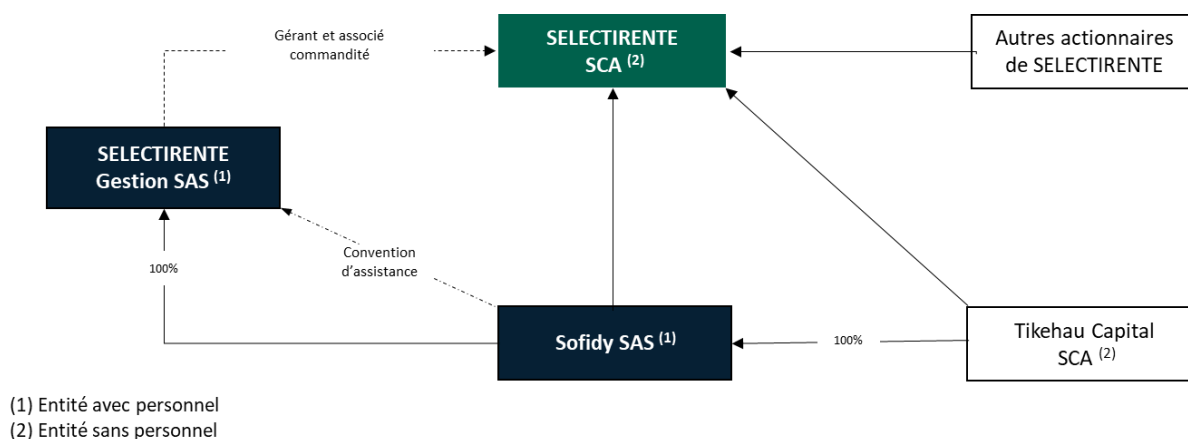 Gérant et associé
commandité
SELECTIRENTE
SCA (2)
Autres actionnaires
de SELECTIRENTE
SELECTIRENTE
Gestion SAS (1)
100%
Convention
d’assistance
Sofidy SAS (1)
100%
Tikehau Capital
SCA (2)
(1) Entité avec personnel
(2) Entité sans personnel